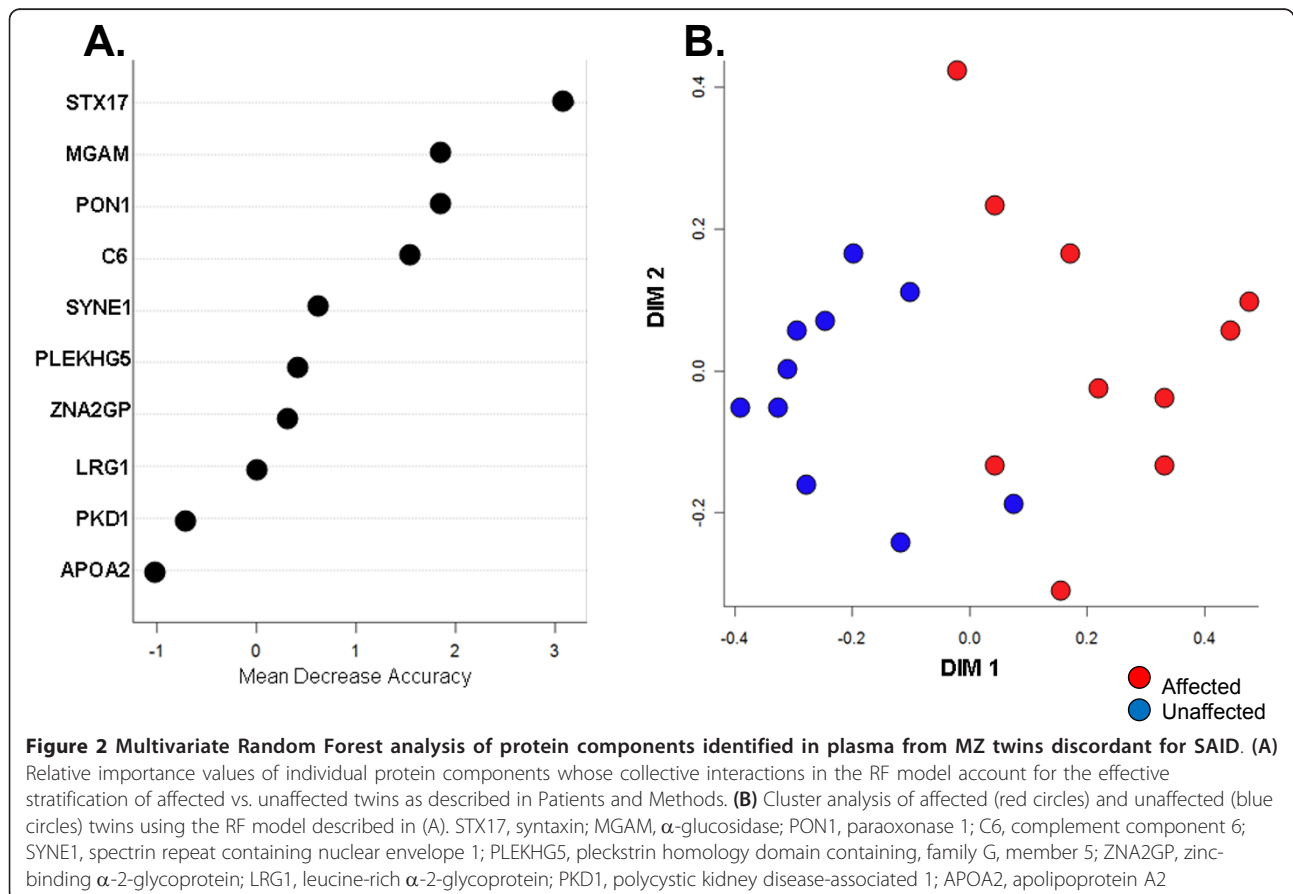 A.
STX17
MGAM
PON1
C6
SYNE1
PLEKHG5
ZNA2GP
LRG1
PKD1
APOA2
-1 0 1 2 3
Mean Decrease Accuracy
B.
DIM 2
0.4
0.2
0.0
-0.2
-0.4 -0.2 0.0 0.2 0.4
DIM 1
Affected
Unaffected
Figure 2 Multivariate Random Forest analysis of protein components identified in plasma from MZ twins discordant for SAID. (A)
Relative importance values of individual protein components whose collective interactions in the RF model account for the effective
stratification of affected vs. unaffected twins as described in Patients and Methods. (B) Cluster analysis of affected (red circles) and unaffected (blue
circles) twins using the RF model described in (A). STX17, syntaxin; MGAM, α-glucosidase; PON1, paraoxonase 1; C6, complement component 6;
SYNE1, spectrin repeat containing nuclear envelope 1; PLEKHG5, pleckstrin homology domain containing, family G, member 5; ZNA2GP, zinc-
binding α-2-glycoprotein; LRG1, leucine-rich α-2-glycoprotein; PKD1, polycystic kidney disease-associated 1; APOA2, apolipoprotein A2